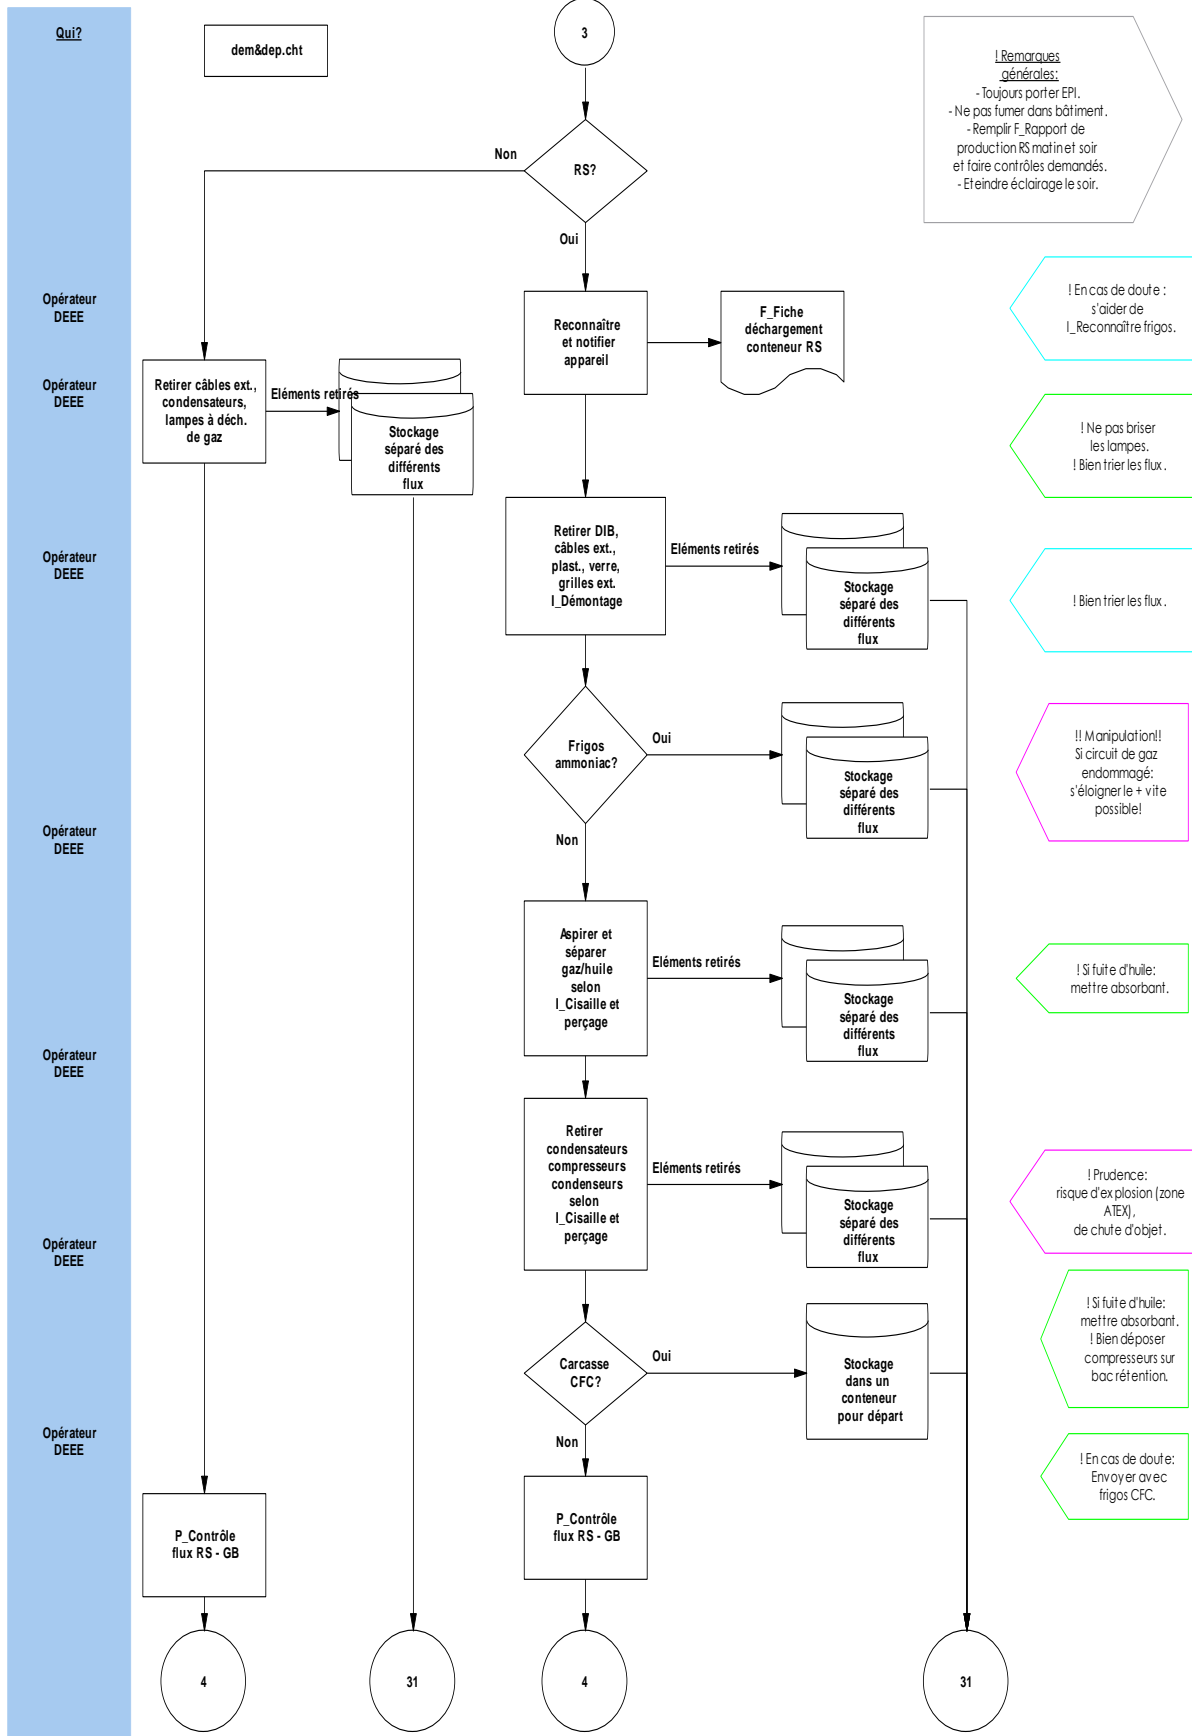 Qui?
dem&dep.cht
3
! Remarques
générales:
- Toujours porter EPI.
- Ne pas fumer dans bâtiment.
- Remplir F_Rapport de
production RS matin et soir
et faire contrôles demandés.
- Eteindre éclairage le soir.
Non
RS?
Oui
Opérateur
DEEE
Reconnaître
et notifier
appareil
F_Fiche
déchargement
conteneur RS
! En cas de doute :
s'aider de
I_Reconnaître frigos.
Opérateur
DEEE
Retirer câbles ext.,
condensateurs,
lampes à déch.
de gaz
Eléments retirés
Stockage
séparé des
différents
flux
! Ne pas briser
les lampes.
! Bien trier les flux.
Opérateur
DEEE
Retirer DIB,
câbles ext.,
plast., verre,
grilles ext.
I_Démontage
Eléments retirés
Stockage
séparé des
différents
flux
! Bien trier les flux.
Frigos
ammoniac?
Oui
Non
Stockage
séparé des
différents
flux
!! Manipulation!!
Si circuit de gaz
endommagé:
s'éloigner le + vite
possible!
Opérateur
DEEE
Aspirer et
séparer
gaz/huile
selon
I_Cisaille et
perçage
Eléments retirés
Stockage
séparé des
différents
flux
! Si fuite d'huile:
mettre absorbant.
Opérateur
DEEE
Retirer
condensateurs
compresseurs
condenseurs
selon
I_Cisaille et
perçage
Eléments retirés
Stockage
séparé des
différents
flux
! Prudence:
risque d'explosion (zone
ATEX),
de chute d'objet.
Opérateur
DEEE
! Si fuite d'huile:
mettre absorbant.
! Bien déposer
compresseurs sur
bac rétention.
Carcasse
CFC?
Oui
Non
Stockage
dans un
conteneur
pour départ
Opérateur
DEEE
! En cas de doute:
Envoyer avec
frigos CFC.
P_Contrôle
flux RS - GB
P_Contrôle
flux RS - GB
4
31
4
31